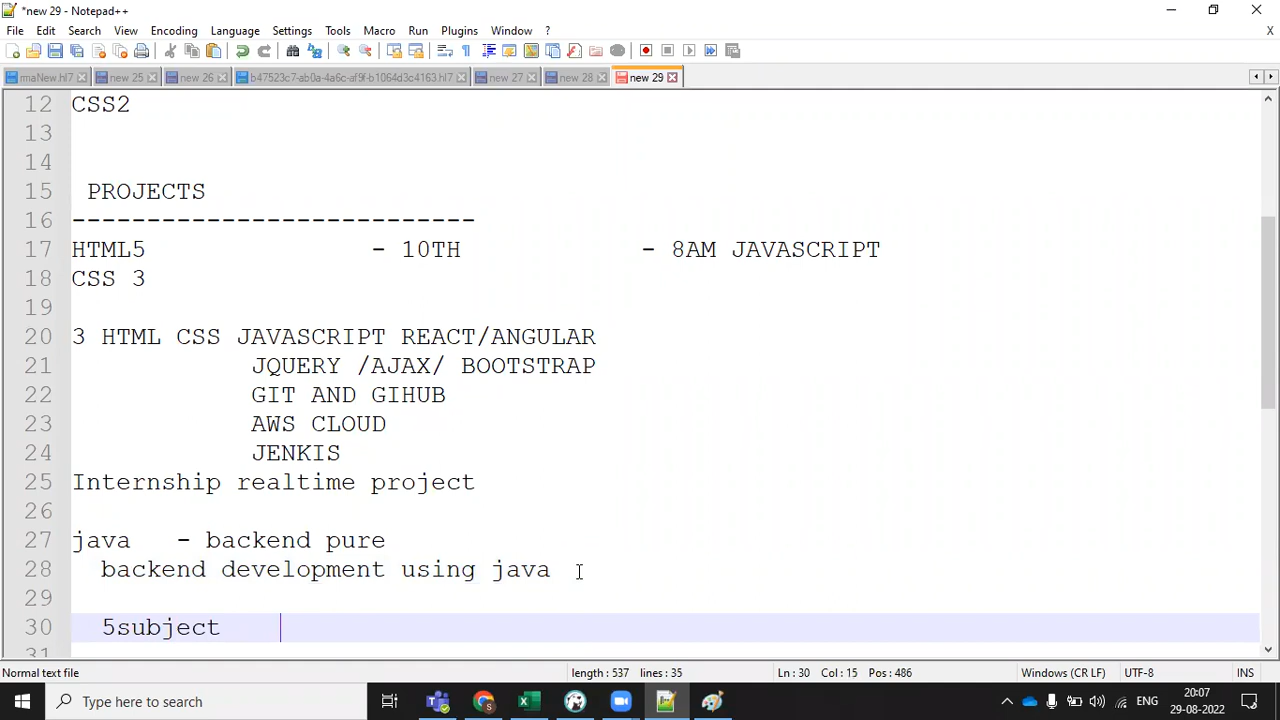 *new 29 - Notepad++
File Edit Search View Encoding Language Settings Tools Macro Run Plugins Window ? X
maNew.hl7 new 25 new 26 new 27 new 28 new 29
12 CSS2
13
14
15 PROJECTS
16 ---------------------------
17 HTML5 - 10TH - 8AM JAVASCRIPT
18 CSS 3
19
20 3 HTML CSS JAVASCRIPT REACT/ANGULAR
21 JQUERY /AJAX/ BOOTSTRAP
22 GIT AND GIHUB
23 AWS CLOUD
24 JENKIS
25 Internship realtime project
26
27 java - backend pure
28 backend development using java
29
30 5subject
31
Normal text file length : 537 lines : 35 Ln : 30 Col : 15 Pos : 486 Windows (CR LF) UTF-8 INS
Type here to search ENG 20:07
29-08-2022